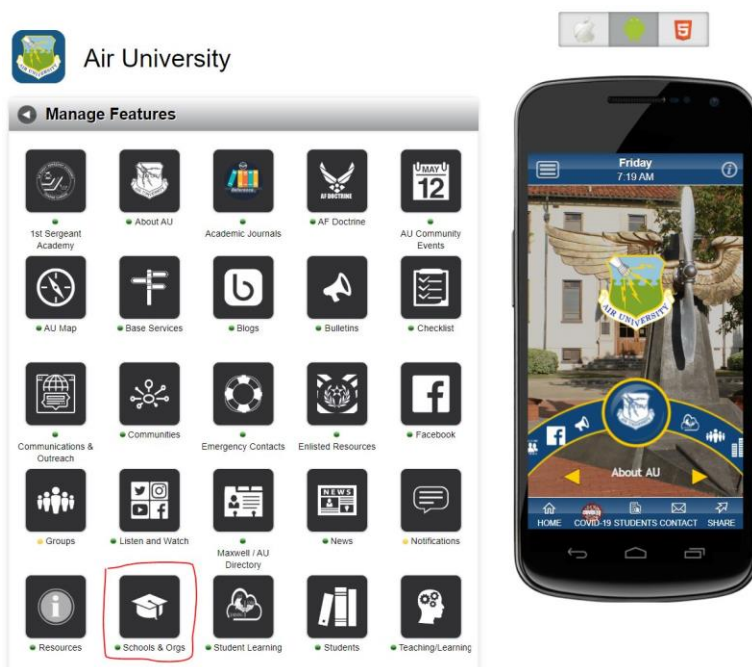 Air University
Manage Features
1st Sergeant
Academy
About AU
Academic Journals
AF DOCTRINE
AF Doctrine
MAY
12
AU Community
Events
AU Map
Base Services
Blogs
Bulletins
Checklist
Communications &
Outreach
Communities
Emergency Contacts
Enlisted Resources
Facebook
Groups
Listen and Watch
Maxwell / AU
Directory
NEWS
News
Notifications
Resources
Schools & Orgs
Student Learning
Students
Teaching/Learning
Friday
7:19 AM
AIR UNIVERSITY
About AU
HOME COVID-19 STUDENTS CONTACT SHARE